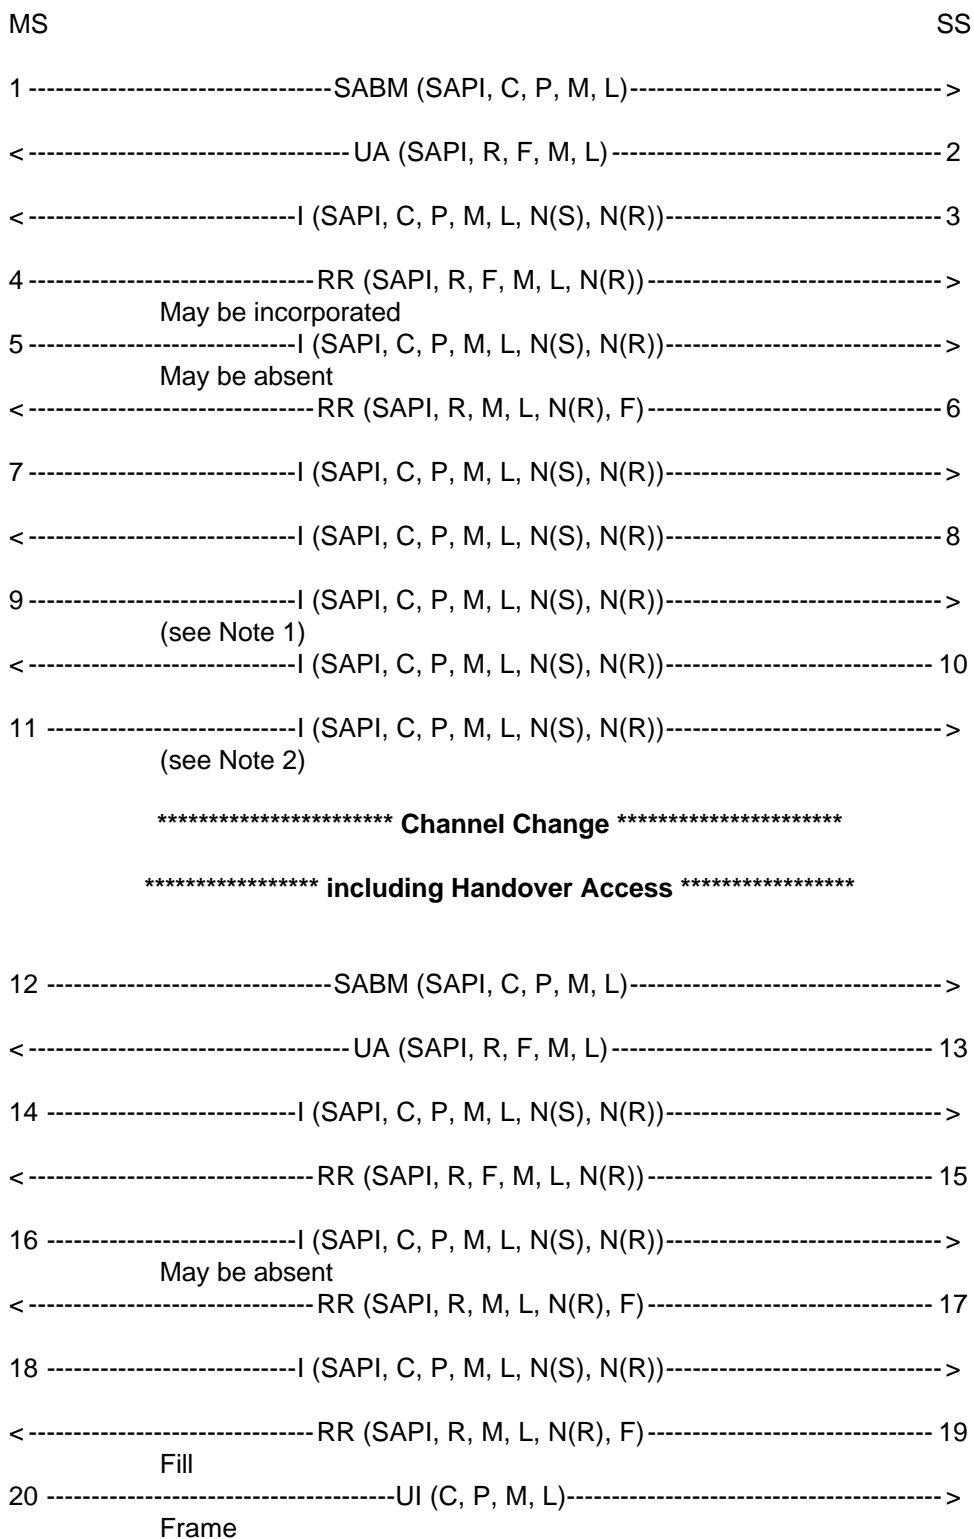 MS SS
1 ----------------------------------SABM (SAPI, C, P, M, L)----------------------------------- >
< ------------------------------------ UA (SAPI, R, F, M, L) ------------------------------------- 2
< ------------------------------I (SAPI, C, P, M, L, N(S), N(R))------------------------------- 3
4 --------------------------------RR (SAPI, R, F, M, L, N(R))--------------------------------- >
May be incorporated
5 ------------------------------I (SAPI, C, P, M, L, N(S), N(R))------------------------------- >
May be absent
< --------------------------------RR (SAPI, R, M, L, N(R), F)--------------------------------- 6
7 ------------------------------I (SAPI, C, P, M, L, N(S), N(R))------------------------------- >
< ------------------------------I (SAPI, C, P, M, L, N(S), N(R))------------------------------- 8
9 ------------------------------I (SAPI, C, P, M, L, N(S), N(R))------------------------------- >
(see Note 1)
< ------------------------------I (SAPI, C, P, M, L, N(S), N(R))------------------------------ 10
11 ----------------------------I (SAPI, C, P, M, L, N(S), N(R))------------------------------- >
(see Note 2)
*********************** Channel Change **********************
***************** including Handover Access *****************
12 --------------------------------SABM (SAPI, C, P, M, L)----------------------------------- >
< ------------------------------------ UA (SAPI, R, F, M, L) ------------------------------------ 13
14 ----------------------------I (SAPI, C, P, M, L, N(S), N(R))------------------------------- >
< --------------------------------RR (SAPI, R, F, M, L, N(R))-------------------------------- 15
16 ----------------------------I (SAPI, C, P, M, L, N(S), N(R))------------------------------- >
May be absent
< --------------------------------RR (SAPI, R, M, L, N(R), F)-------------------------------- 17
18 ----------------------------I (SAPI, C, P, M, L, N(S), N(R))------------------------------- >
< --------------------------------RR (SAPI, R, M, L, N(R), F)-------------------------------- 19
Fill
20 ---------------------------------------UI (C, P, M, L)------------------------------------------ >
Frame